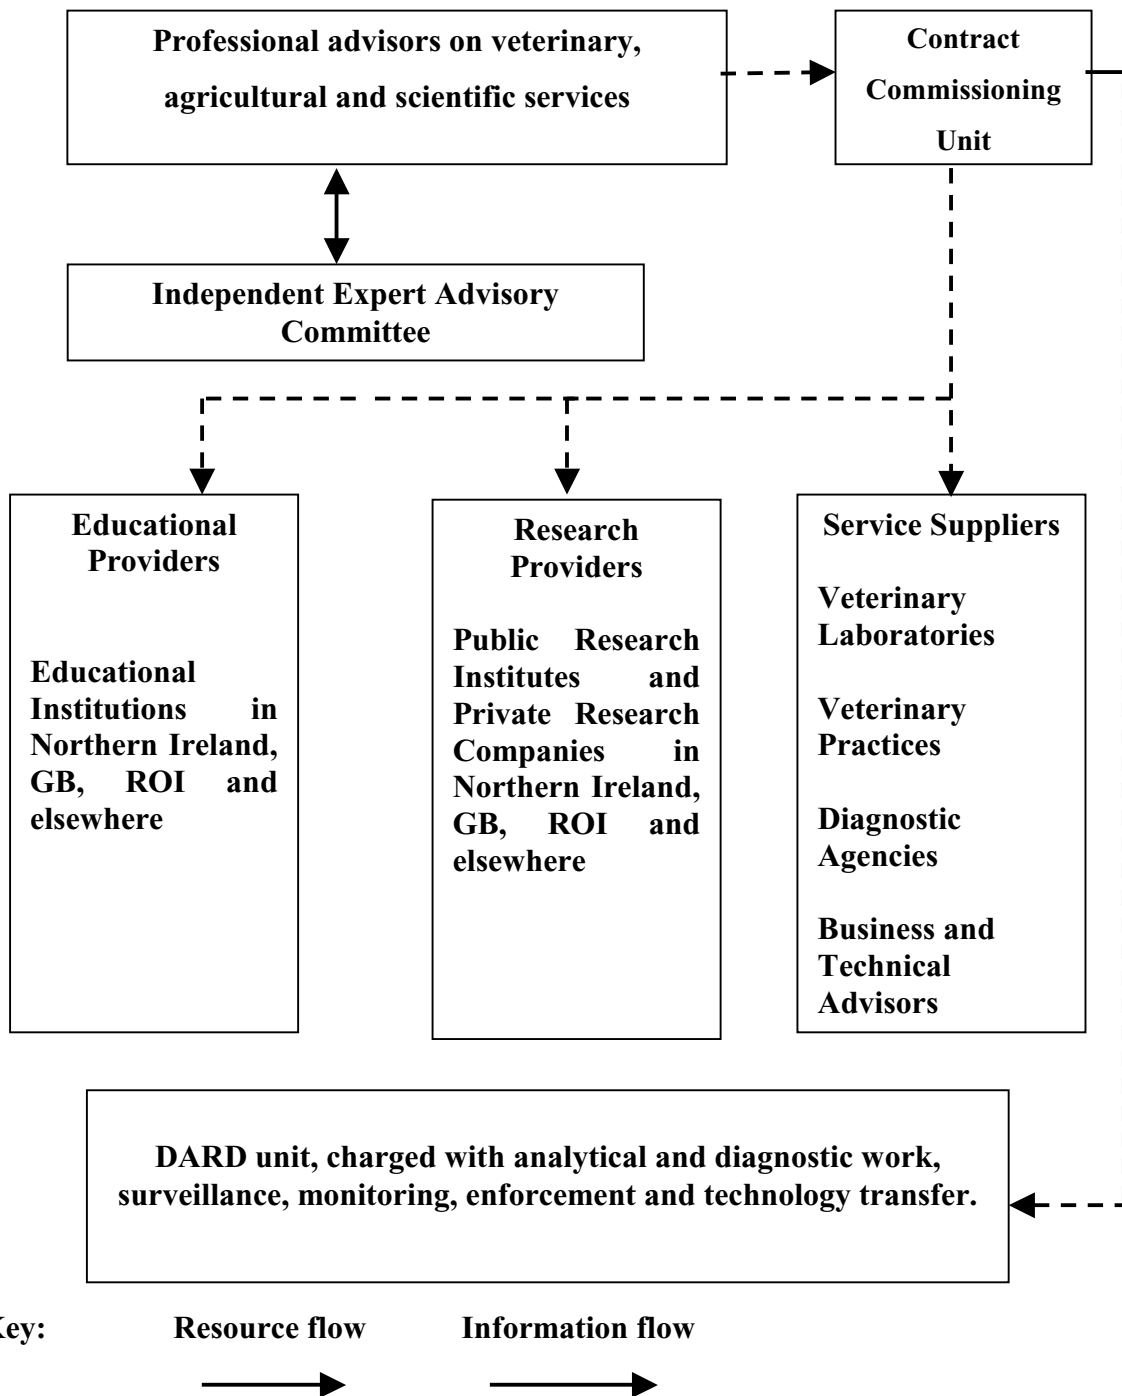 Professional advisors on veterinary,
agricultural and scientific services
Contract
Commissioning
Unit
Independent Expert Advisory
Committee
Educational
Providers
Educational
Institutions in
Northern Ireland,
GB, ROI and
elsewhere
Research
Providers
Public Research
Institutes and
Private Research
Companies in
Northern Ireland,
GB, ROI and
elsewhere
Service Suppliers
Veterinary
Laboratories
Veterinary
Practices
Diagnostic
Agencies
Business and
Technical
Advisors
DARD unit, charged with analytical and diagnostic work,
surveillance, monitoring, enforcement and technology transfer.
Key: Resource flow Information flow